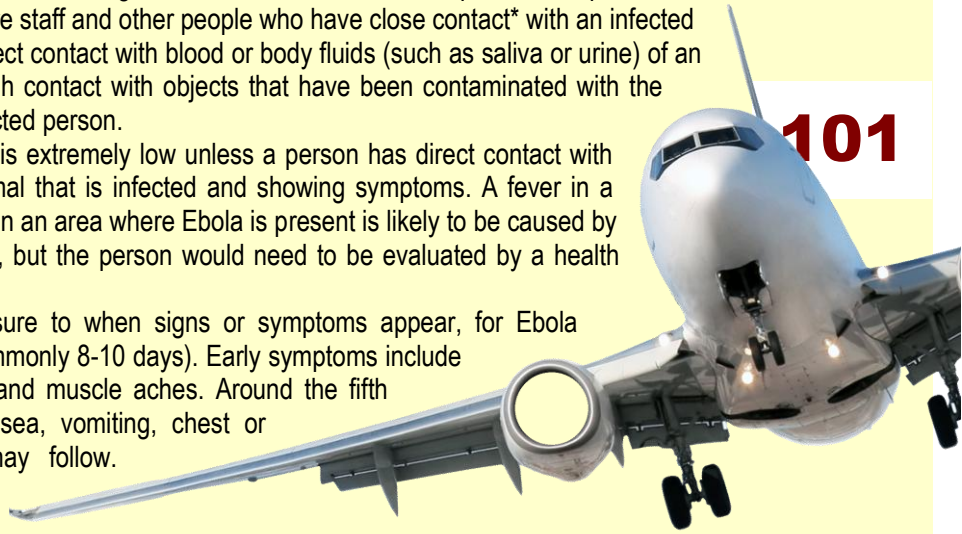 e staff and other people who have close contact* with an infected
ect contact with blood or body fluids (such as saliva or urine) of an
h contact with objects that have been contaminated with the
cted person.
101
is extremely low unless a person has direct contact with
nal that is infected and showing symptoms. A fever in a
n an area where Ebola is present is likely to be caused by
, but the person would need to be evaluated by a health
sure to when signs or symptoms appear, for Ebola
mmonly 8-10 days). Early symptoms include
and muscle aches. Around the fifth
sea, vomiting, chest or
may follow.